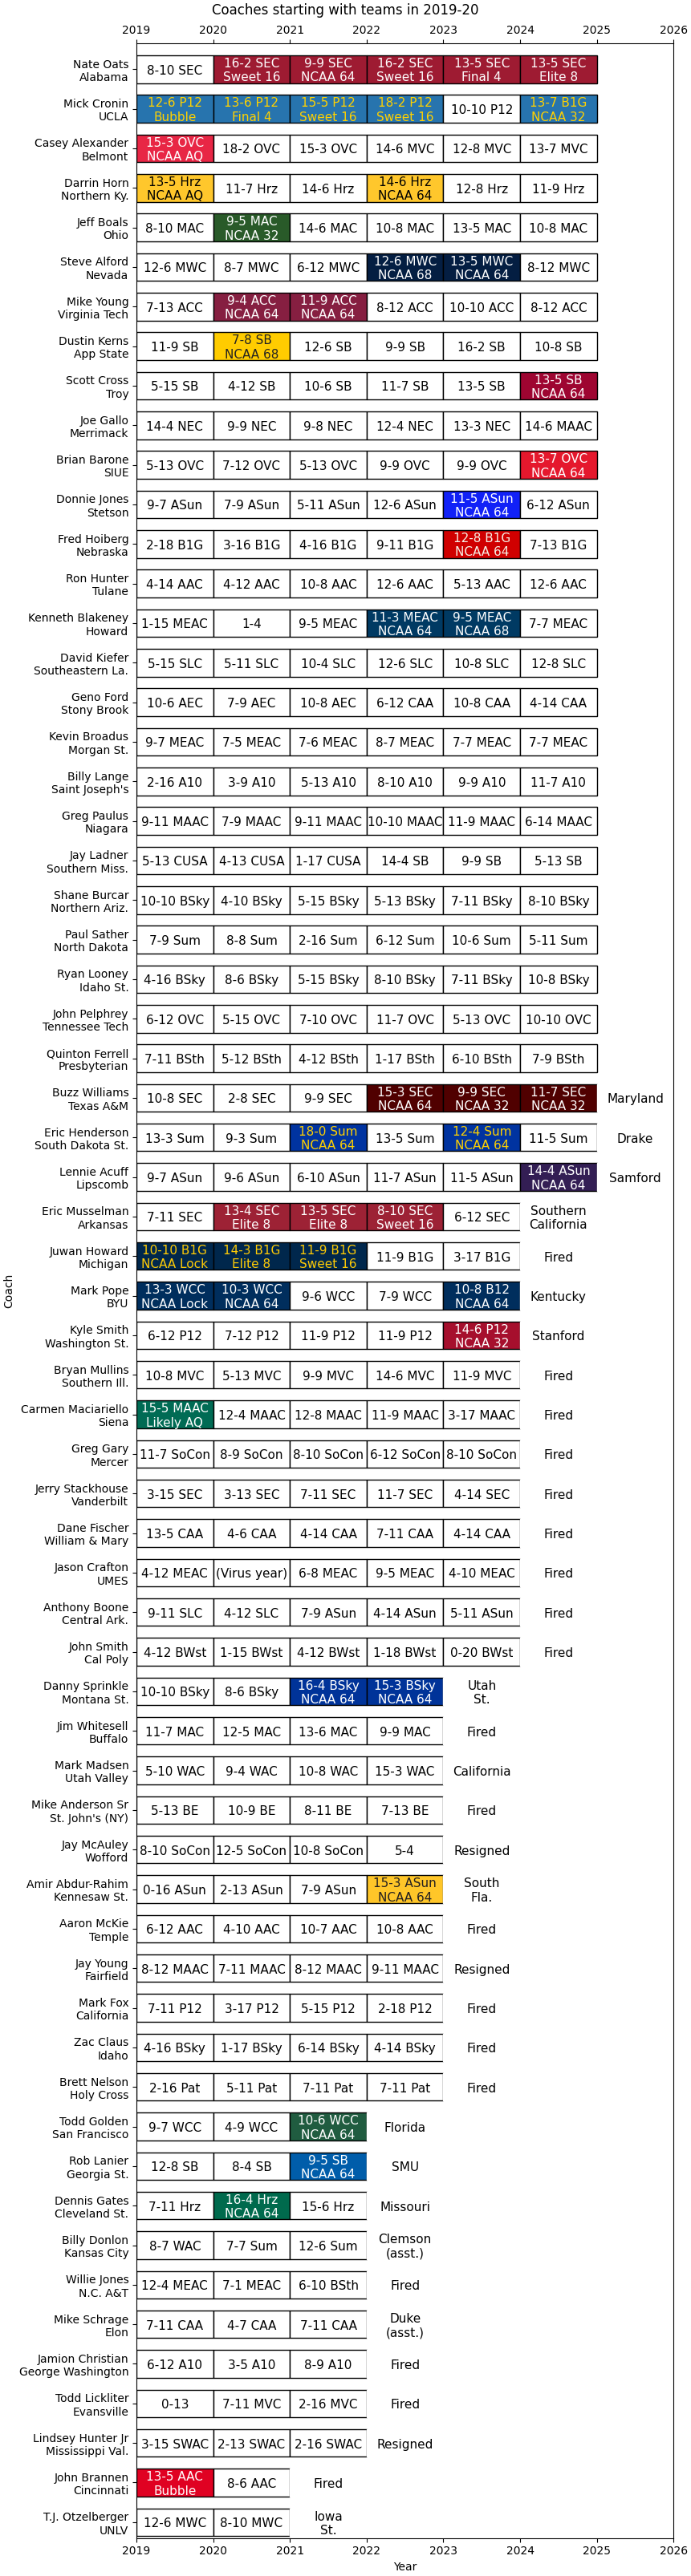 Coaches starting with teams in 2019-20
2019 2020 2021 2022 2023 2024 2025 2026
Nate Oats
Alabama
8-10 SEC
16-2 SEC
Sweet 16
9-9 SEC
NCAA 64
16-2 SEC
Sweet 16
13-5 SEC
Final 4
13-5 SEC
Elite 8
Mick Cronin
UCLA
12-6 P12
Bubble
13-6 P12
Final 4
15-5 P12
Sweet 16
18-2 P12
Sweet 16
10-10 P12
13-7 B1G
NCAA 32
Casey Alexander
Belmont
15-3 OVC
NCAA AQ
18-2 OVC
15-3 OVC
14-6 MVC
12-8 MVC
13-7 MVC
Darrin Horn
Northern Ky.
13-5 Hrz
NCAA AQ
11-7 Hrz
14-6 Hrz
14-6 Hrz
NCAA 64
12-8 Hrz
11-9 Hrz
Jeff Boals
Ohio
8-10 MAC
9-5 MAC
NCAA 32
14-6 MAC
10-8 MAC
13-5 MAC
10-8 MAC
Steve Alford
Nevada
12-6 MWC
8-7 MWC
6-12 MWC
12-6 MWC
NCAA 68
13-5 MWC
NCAA 64
8-12 MWC
Mike Young
Virginia Tech
7-13 ACC
9-4 ACC
NCAA 64
11-9 ACC
NCAA 64
8-12 ACC
10-10 ACC
8-12 ACC
Dustin Kerns
App State
11-9 SB
7-8 SB
NCAA 68
12-6 SB
9-9 SB
16-2 SB
10-8 SB
Scott Cross
Troy
5-15 SB
4-12 SB
10-6 SB
11-7 SB
13-5 SB
13-5 SB
NCAA 64
Joe Gallo
Merrimack
14-4 NEC
9-9 NEC
9-8 NEC
12-4 NEC
13-3 NEC
14-6 MAAC
Brian Barone
SIUE
5-13 OVC
7-12 OVC
5-13 OVC
9-9 OVC
9-9 OVC
13-7 OVC
NCAA 64
Donnie Jones
Stetson
9-7 ASun
7-9 ASun
5-11 ASun
12-6 ASun
11-5 ASun
NCAA 64
6-12 ASun
Fred Hoiberg
Nebraska
2-18 B1G
3-16 B1G
4-16 B1G
9-11 B1G
12-8 B1G
NCAA 64
7-13 B1G
Ron Hunter
Tulane
4-14 AAC
4-12 AAC
10-8 AAC
12-6 AAC
5-13 AAC
12-6 AAC
Kenneth Blakeney
Howard
1-15 MEAC
1-4
9-5 MEAC
11-3 MEAC
NCAA 64
9-5 MEAC
NCAA 68
7-7 MEAC
David Kiefer
Southeastern La.
5-15 SLC
5-11 SLC
10-4 SLC
12-6 SLC
10-8 SLC
12-8 SLC
Geno Ford
Stony Brook
10-6 AEC
7-9 AEC
10-8 AEC
6-12 CAA
10-8 CAA
4-14 CAA
Kevin Broadus
Morgan St.
9-7 MEAC
7-5 MEAC
7-6 MEAC
8-7 MEAC
7-7 MEAC
7-7 MEAC
Billy Lange
Saint Joseph's
2-16 A10
3-9 A10
5-13 A10
8-10 A10
9-9 A10
11-7 A10
Greg Paulus
Niagara
9-11 MAAC
7-9 MAAC
9-11 MAAC
10-10 MAAC
11-9 MAAC
6-14 MAAC
Jay Ladner
Southern Miss.
5-13 CUSA
4-13 CUSA
1-17 CUSA
14-4 SB
9-9 SB
5-13 SB
Shane Burcar
Northern Ariz.
10-10 BSky
4-10 BSky
5-15 BSky
5-13 BSky
7-11 BSky
8-10 BSky
Paul Sather
North Dakota
7-9 Sum
8-8 Sum
2-16 Sum
6-12 Sum
10-6 Sum
5-11 Sum
Ryan Looney
Idaho St.
4-16 BSky
8-6 BSky
5-15 BSky
8-10 BSky
7-11 BSky
10-8 BSky
John Pelphrey
Tennessee Tech
6-12 OVC
5-15 OVC
7-10 OVC
11-7 OVC
5-13 OVC
10-10 OVC
Quinton Ferrell
Presbyterian
7-11 BSth
5-12 BSth
4-12 BSth
1-17 BSth
6-10 BSth
7-9 BSth
Buzz Williams
Texas A&M
10-8 SEC
2-8 SEC
9-9 SEC
15-3 SEC
NCAA 64
9-9 SEC
NCAA 32
11-7 SEC
NCAA 32
Maryland
Eric Henderson
South Dakota St.
13-3 Sum
9-3 Sum
18-0 Sum
NCAA 64
13-5 Sum
12-4 Sum
NCAA 64
11-5 Sum
Drake
Lennie Acuff
Lipscomb
9-7 ASun
9-6 ASun
6-10 ASun
11-7 ASun
11-5 ASun
14-4 ASun
NCAA 64
Samford
Eric Musselman
Arkansas
7-11 SEC
13-4 SEC
Elite 8
13-5 SEC
Elite 8
8-10 SEC
Sweet 16
6-12 SEC
Southern
California
Juwan Howard
Michigan
10-10 B1G
NCAA Lock
14-3 B1G
Elite 8
11-9 B1G
Sweet 16
11-9 B1G
3-17 B1G
Fired
Mark Pope
BYU
13-3 WCC
NCAA Lock
10-3 WCC
NCAA 64
9-6 WCC
7-9 WCC
10-8 B12
NCAA 64
Kentucky
Kyle Smith
Washington St.
6-12 P12
7-12 P12
11-9 P12
11-9 P12
14-6 P12
NCAA 32
Stanford
Bryan Mullins
Southern Ill.
10-8 MVC
5-13 MVC
9-9 MVC
14-6 MVC
11-9 MVC
Fired
Carmen Maciariello
Siena
15-5 MAAC
Likely AQ
12-4 MAAC
12-8 MAAC
11-9 MAAC
3-17 MAAC
Fired
Greg Gary
Mercer
11-7 SoCon
8-9 SoCon
8-10 SoCon
6-12 SoCon
8-10 SoCon
Fired
Jerry Stackhouse
Vanderbilt
3-15 SEC
3-13 SEC
7-11 SEC
11-7 SEC
4-14 SEC
Fired
Dane Fischer
William & Mary
13-5 CAA
4-6 CAA
4-14 CAA
7-11 CAA
4-14 CAA
Fired
Jason Crafton
UMES
4-12 MEAC
(Virus year)
6-8 MEAC
9-5 MEAC
4-10 MEAC
Fired
Anthony Boone
Central Ark.
9-11 SLC
4-12 SLC
7-9 ASun
4-14 ASun
5-11 ASun
Fired
John Smith
Cal Poly
4-12 BWst
1-15 BWst
4-12 BWst
1-18 BWst
0-20 BWst
Fired
Danny Sprinkle
Montana St.
10-10 BSky
8-6 BSky
16-4 BSky
NCAA 64
15-3 BSky
NCAA 64
Utah
St.
Jim Whitesell
Buffalo
11-7 MAC
12-5 MAC
13-6 MAC
9-9 MAC
Fired
Mark Madsen
Utah Valley
5-10 WAC
9-4 WAC
10-8 WAC
15-3 WAC
California
Mike Anderson Sr
St. John's (NY)
5-13 BE
10-9 BE
8-11 BE
7-13 BE
Fired
Jay McAuley
Wofford
8-10 SoCon
12-5 SoCon
10-8 SoCon
5-4
Resigned
Amir Abdur-Rahim
Kennesaw St.
0-16 ASun
2-13 ASun
7-9 ASun
15-3 ASun
NCAA 64
South
Fla.
Aaron McKie
Temple
6-12 AAC
4-10 AAC
10-7 AAC
10-8 AAC
Fired
Jay Young
Fairfield
8-12 MAAC
7-11 MAAC
8-12 MAAC
9-11 MAAC
Resigned
Mark Fox
California
7-11 P12
3-17 P12
5-15 P12
2-18 P12
Fired
Zac Claus
Idaho
4-16 BSky
1-17 BSky
6-14 BSky
4-14 BSky
Fired
Brett Nelson
Holy Cross
2-16 Pat
5-11 Pat
7-11 Pat
7-11 Pat
Fired
Todd Golden
San Francisco
9-7 WCC
4-9 WCC
10-6 WCC
NCAA 64
Florida
Rob Lanier
Georgia St.
12-8 SB
8-4 SB
9-5 SB
NCAA 64
SMU
Dennis Gates
Cleveland St.
7-11 Hrz
16-4 Hrz
NCAA 64
15-6 Hrz
Missouri
Billy Donlon
Kansas City
8-7 WAC
7-7 Sum
12-6 Sum
Clemson
(asst.)
Willie Jones
N.C. A&T
12-4 MEAC
7-1 MEAC
6-10 BSth
Fired
Mike Schrage
Elon
7-11 CAA
4-7 CAA
7-11 CAA
Duke
(asst.)
Jamion Christian
George Washington
6-12 A10
3-5 A10
8-9 A10
Fired
Todd Lickliter
Evansville
0-13
7-11 MVC
2-16 MVC
Fired
Lindsey Hunter Jr
Mississippi Val.
3-15 SWAC
2-13 SWAC
2-16 SWAC
Resigned
John Brannen
Cincinnati
13-5 AAC
Bubble
8-6 AAC
Fired
T.J. Otzelberger
UNLV
12-6 MWC
8-10 MWC
Iowa
St.
Coach
2019 2020 2021 2022 2023 2024 2025 2026
Year